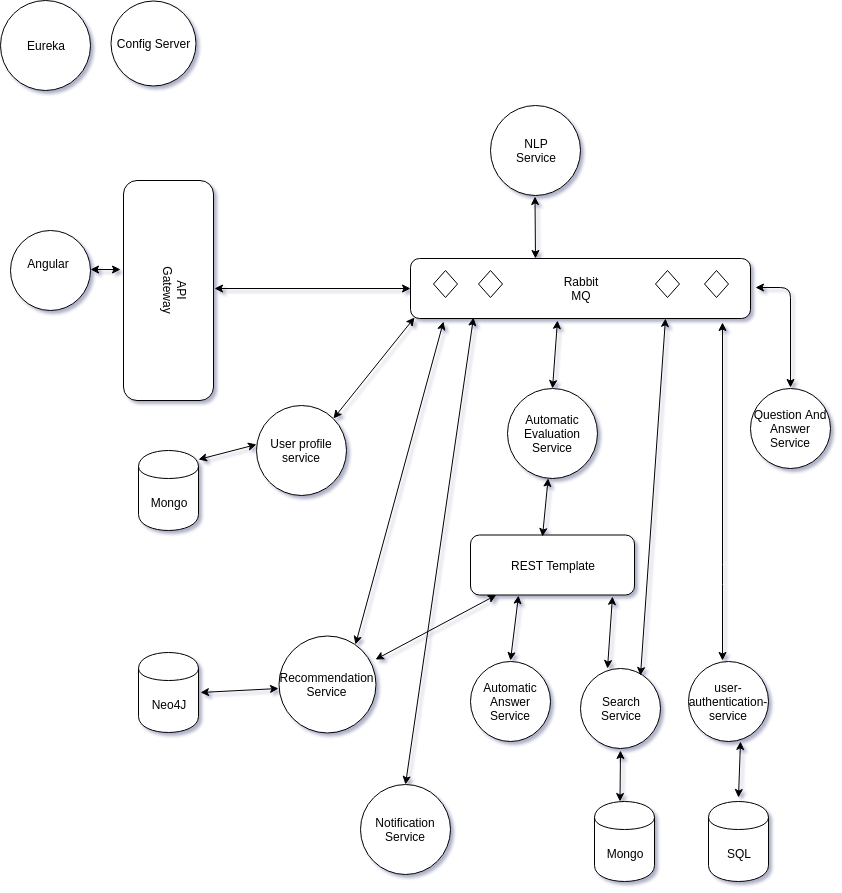 Eureka
Config Server
NLP
Service
Angular
API
Gateway
Rabbit
MQ
User profile
service
Mongo
Automatic
Evaluation
Service
Question And
Answer
Service
REST Template
Neo4J
Recommendation
Service
Automatic
Answer
Service
Search
Service
user-
authentication-
service
Notification
Service
Mongo
SQL